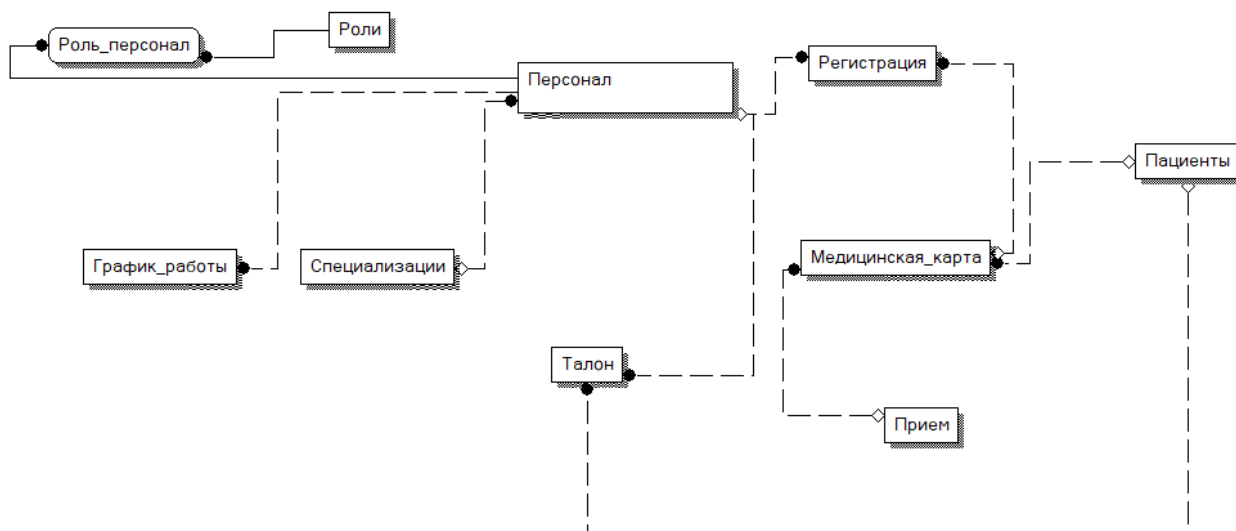 Роли
Роль_персонал
Персонал
Регистрация
Пациенты
График_работы
Специализации
Медицинская_карта
Талон
Прием